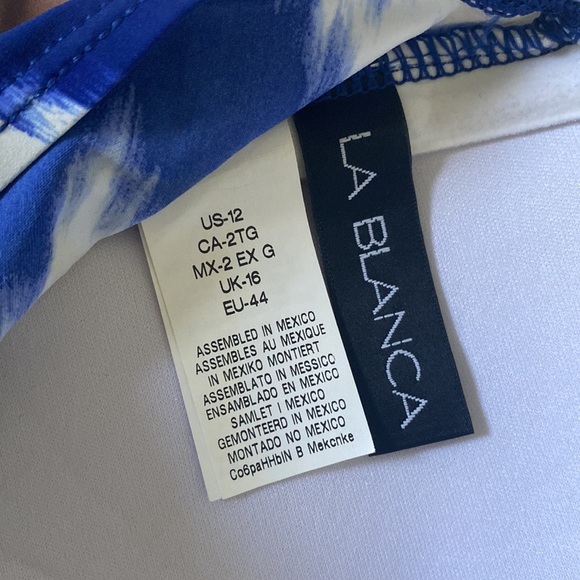 US-12
CA-2TG
MX-2 EX G
UK-16
EU-44
ASSEMBLED IN MEXICO
ASSEMBLES AU MEXIQUE
IN MEXIKO MONTIERT
ASSEMBLATO IN MESSICO
ENSAMBLADO EN MEXICO
SAMLET I MEXICO
GEMONTEERD IN MEXICO
MONTADO NO MEXICO
Co6paHHbIN B Mekcnke
LA BLANCA